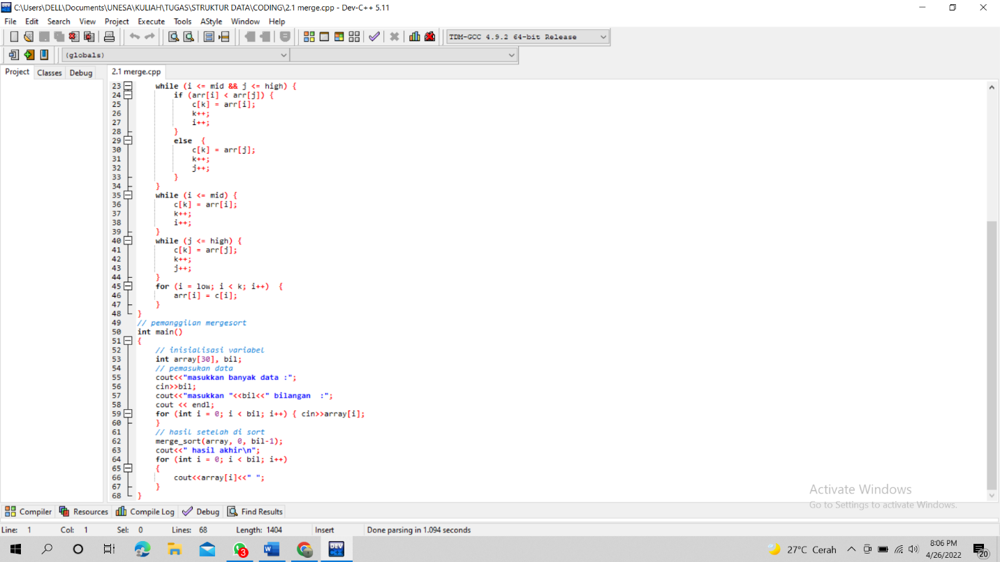 C:\Users\DELL\Documents\UNESA\KULIAH\TUGAS\STRUKTUR DATA\CODING\2.1 merge.cpp - Dev-C++ 5.11
File Edit Search View Project Execute Tools AStyle Window Help
TDM-GCC 4.9.2 64-bit Release
(globals)
Project Classes Debug 2.1 merge.cpp
23 while (i <= mid && j <= high) {
24 if (arr[i] < arr[j]) {
25 c[k] = arr[i];
26 k++;
27 i++;
28 }
29 else {
30 c[k] = arr[j];
31 k++;
32 j++;
33 }
34 }
35 while (i <= mid) {
36 c[k] = arr[i];
37 k++;
38 i++;
39 }
40 while (j <= high) {
41 c[k] = arr[j];
42 k++;
43 j++;
44 }
45 for (i = low; i < k; i++) {
46 arr[i] = c[i];
47 }
48 }
49 // pemanggilan mergesort
50 int main()
51 {
52 // inisialisasi variabel
53 int array[30], bil;
54 // pemasukan data
55 cout<<"masukkan banyak data :";
56 cin>>bil;
57 cout<<"masukkan "<<bil<<" bilangan  :";
58 cout << endl;
59 for (int i = 0; i < bil; i++) { cin>>array[i];
60 }
61 // hasil setelah di sort
62 merge_sort(array, 0, bil-1);
63 cout<<" hasil akhir\n";
64 for (int i = 0; i < bil; i++)
65 {
66 cout<<array[i]<<" ";
67 }
68 }
Activate Windows
Go to Settings to activate Windows.
Compiler Resources Compile Log Debug Find Results
Line: 1 Col: 1 Sel: 0 Lines: 68 Length: 1404 Insert Done parsing in 1.094 seconds
3 W DEV C++ 27°C Cerah 8:06 PM
4/26/2022 20